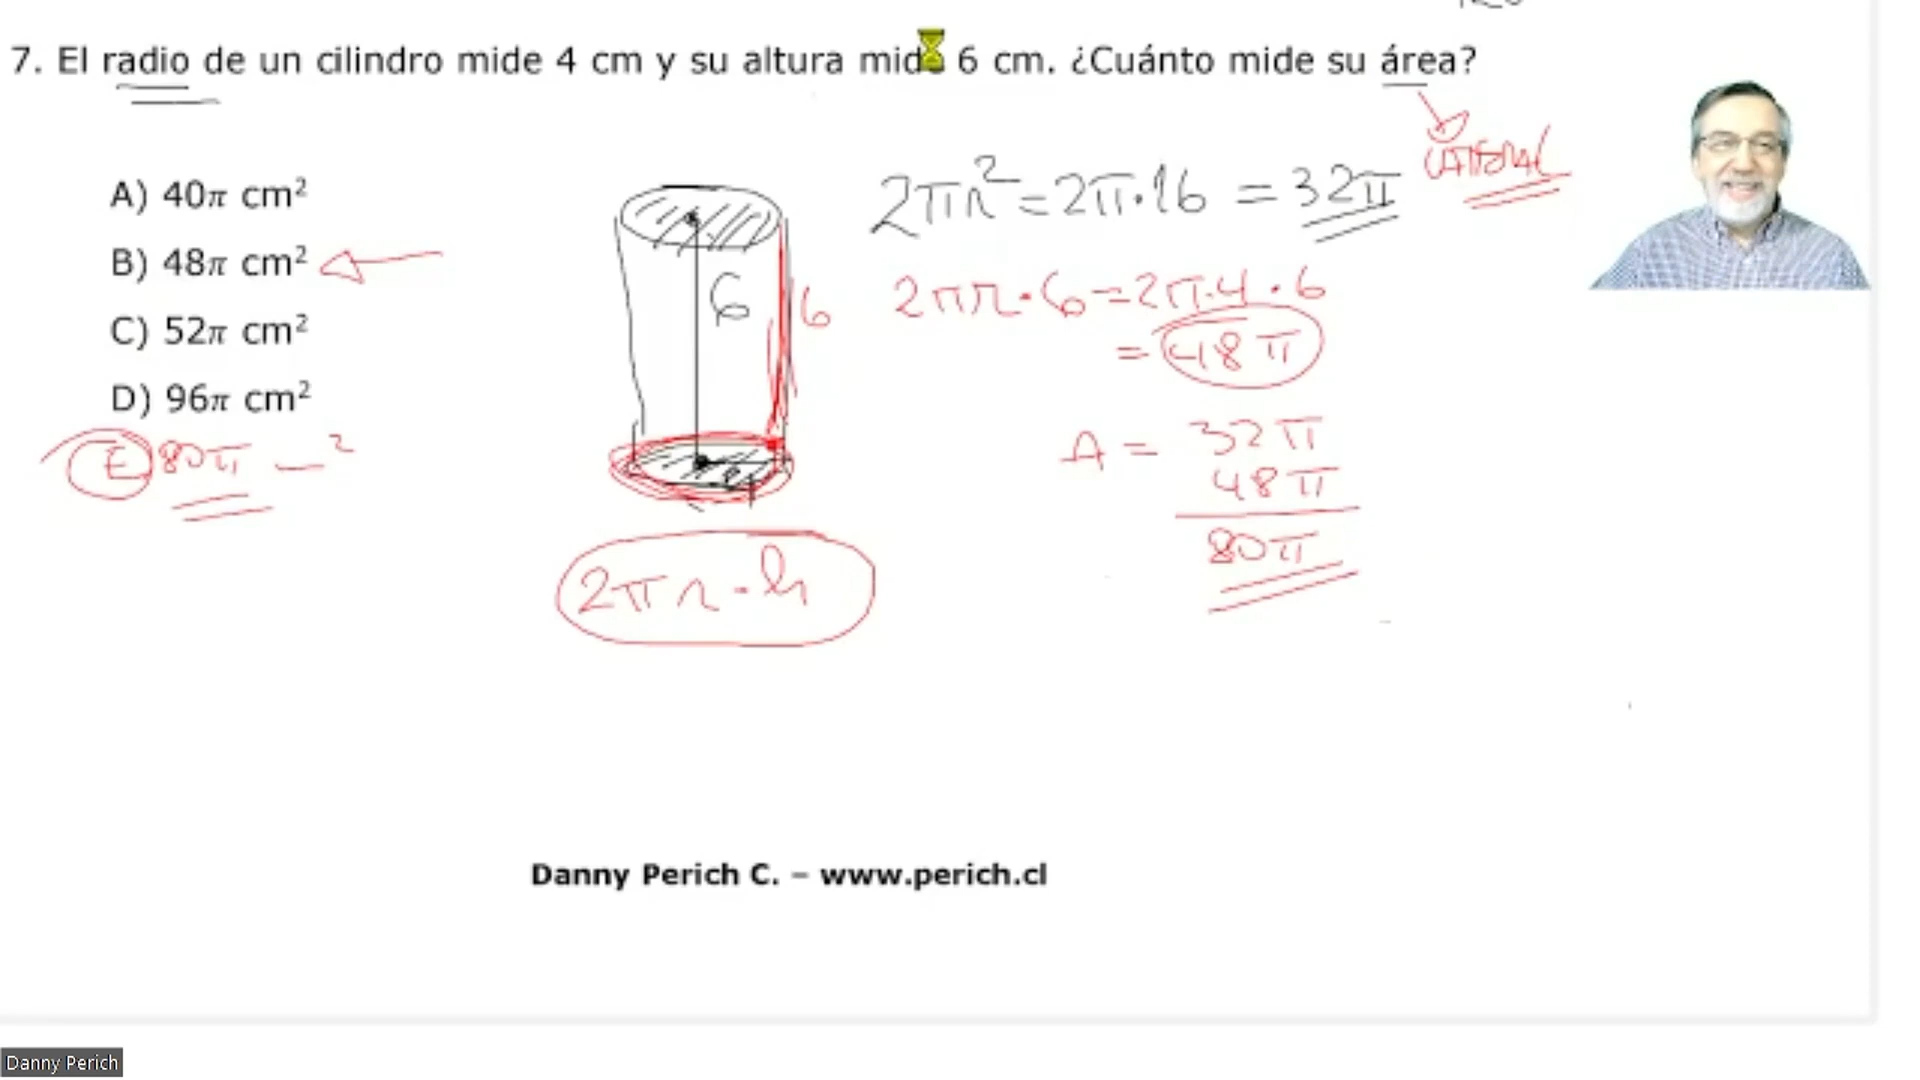 7. El radio de un cilindro mide 4 cm y su altura mide 6 cm. ¿Cuánto mide su área?
LATERAL
A) 40π cm²
2πr² = 2π·16 = 32π
B) 48π cm²
6
6
2πr·6 = 2π·4·6
= 48π
C) 52π cm²
D) 96π cm²
A = 32π
48π
80π
E) 80π
2πr·h
Danny Perich C. – www.perich.cl
Danny Perich